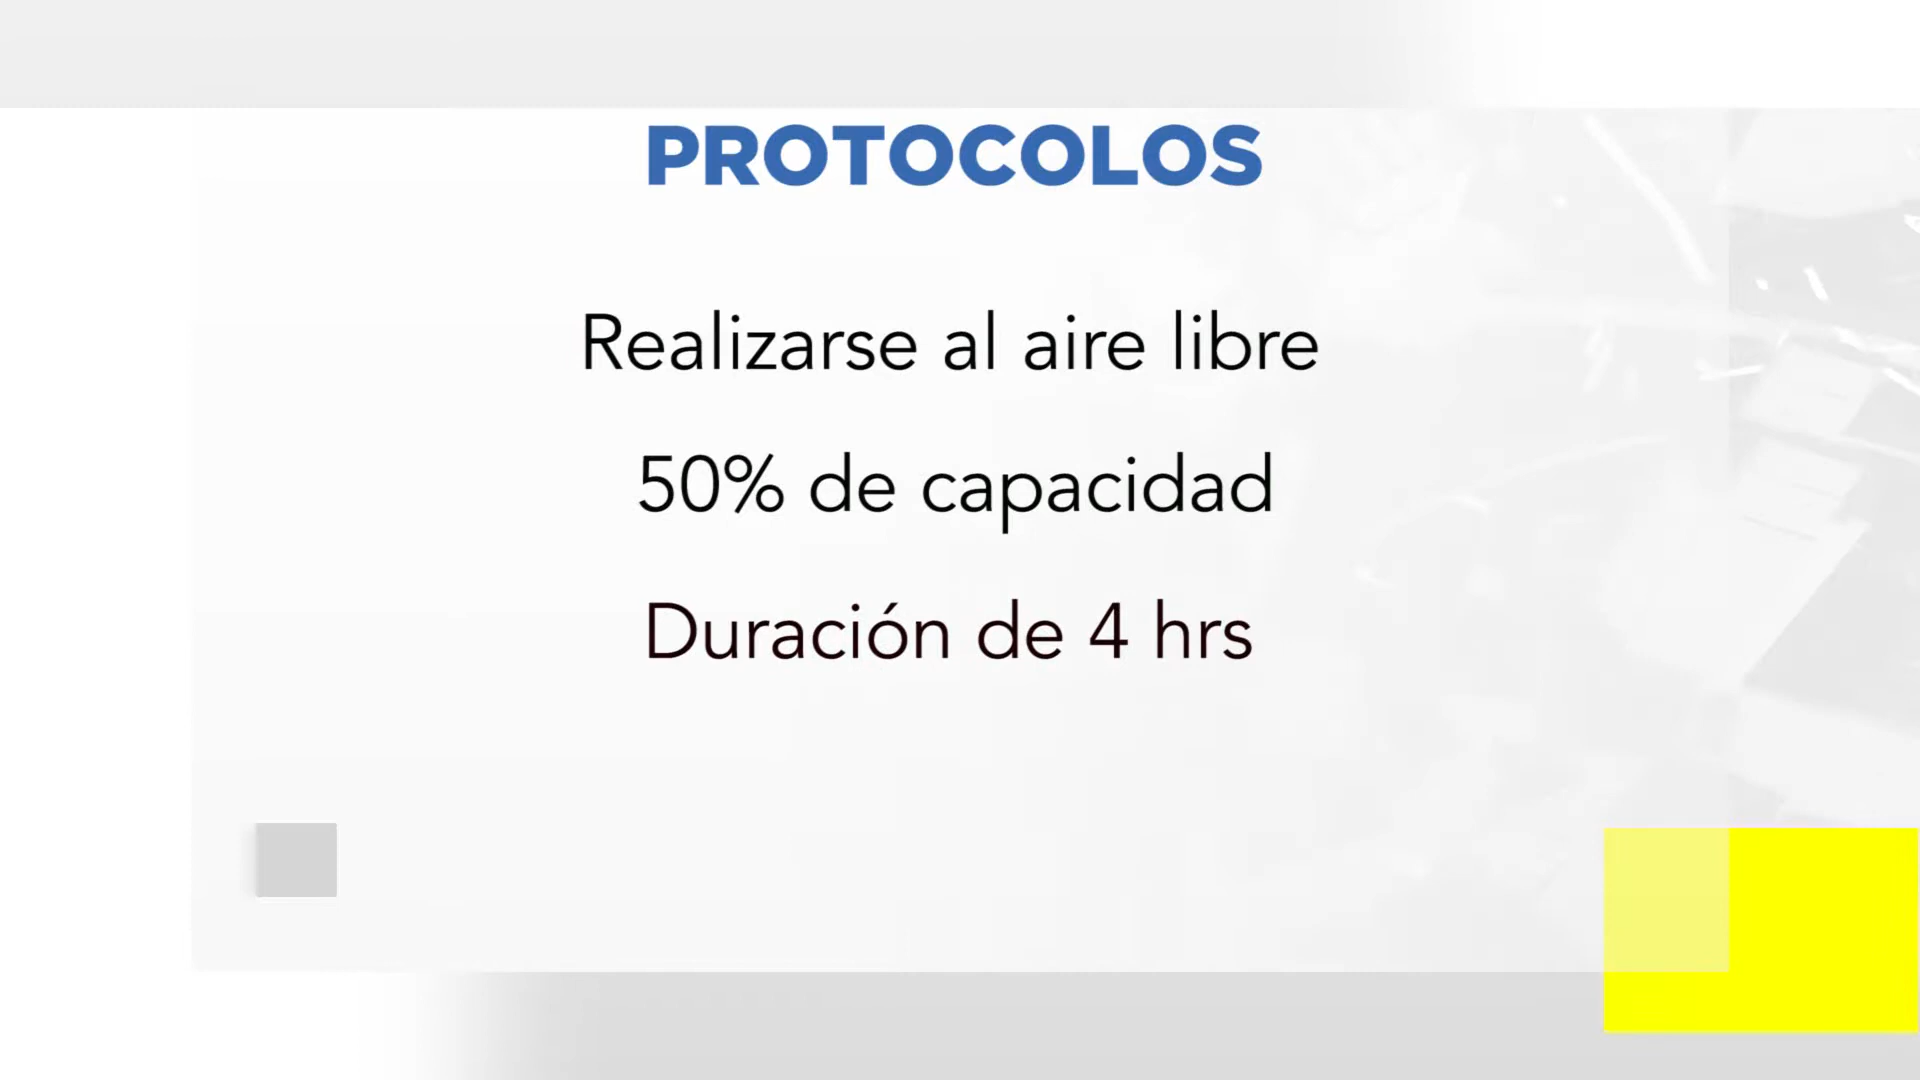 PROTOCOLOS
Realizarse al aire libre
50% de capacidad
Duración de 4 hrs